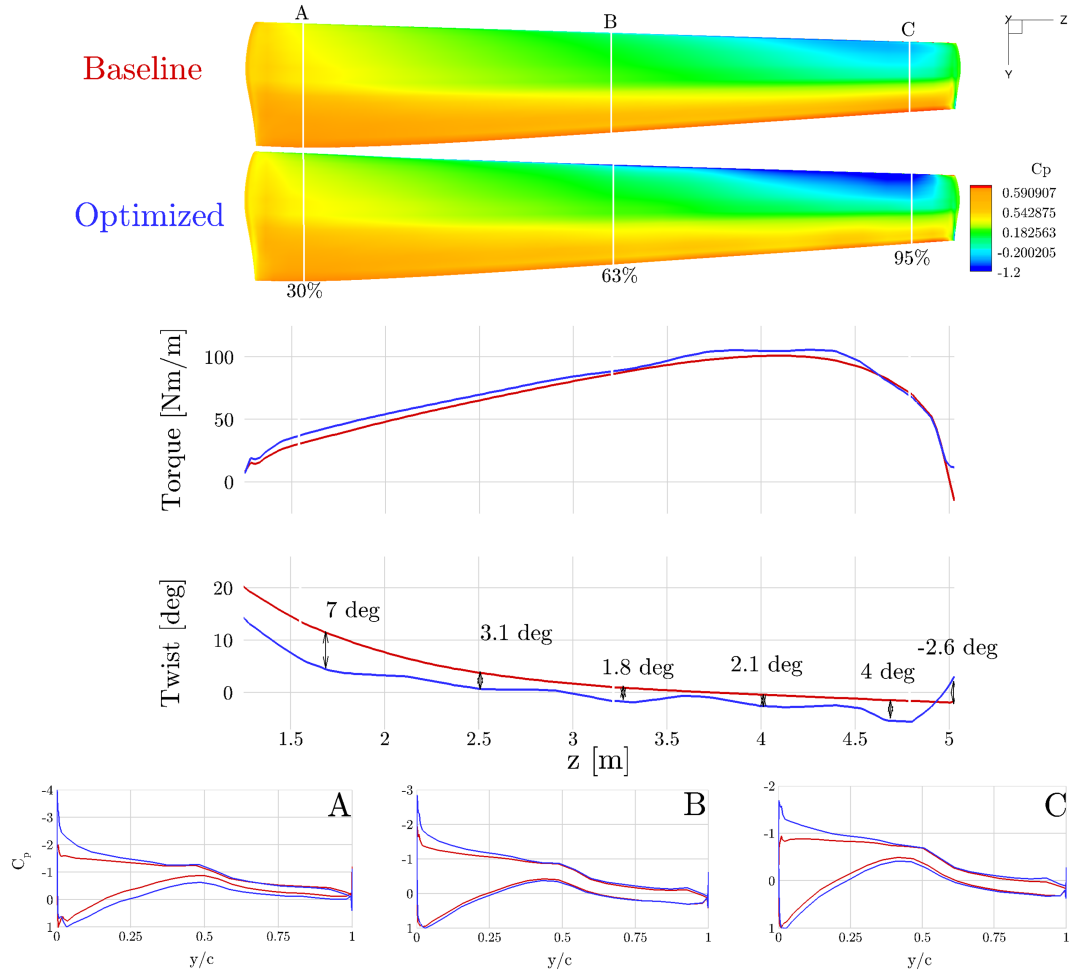 A
B
C
X
Z
Y
Baseline
Optimized
30%
63%
95%
Cp
0.590907
0.542875
0.182563
-0.200205
-1.2
Torque [Nm/m]
100
50
0
Twist [deg]
20
10
0
7 deg
3.1 deg
1.8 deg
2.1 deg
4 deg
-2.6 deg
1.5
2
2.5
3
3.5
4
4.5
5
z [m]
A
-4
-3
-2
-1
0
1
Cp
0
0.25
0.5
0.75
1
y/c
B
-3
-2
-1
0
1
0
0.25
0.5
0.75
1
y/c
C
-2
-1
0
1
0
0.25
0.5
0.75
1
y/c